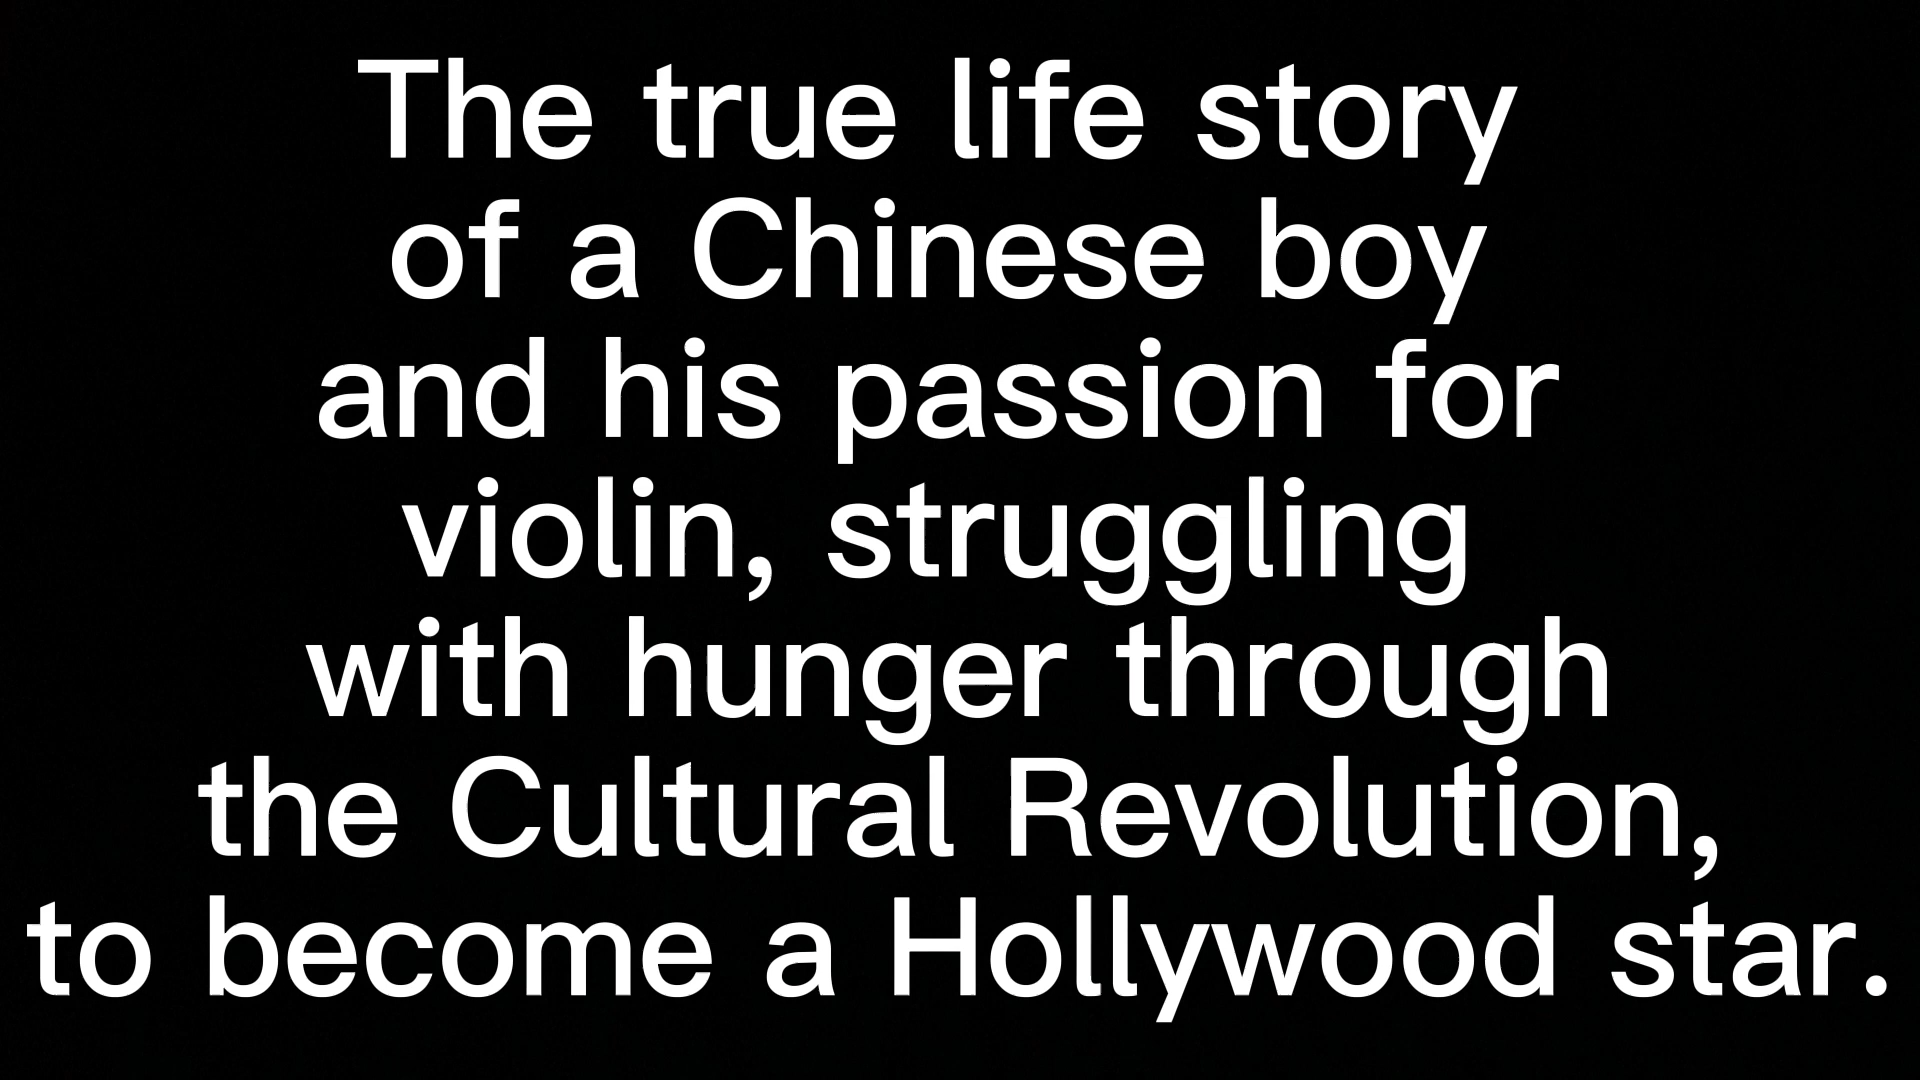 The true life story
of a Chinese boy
and his passion for
violin, struggling
with hunger through
the Cultural Revolution,
to become a Hollywood star.